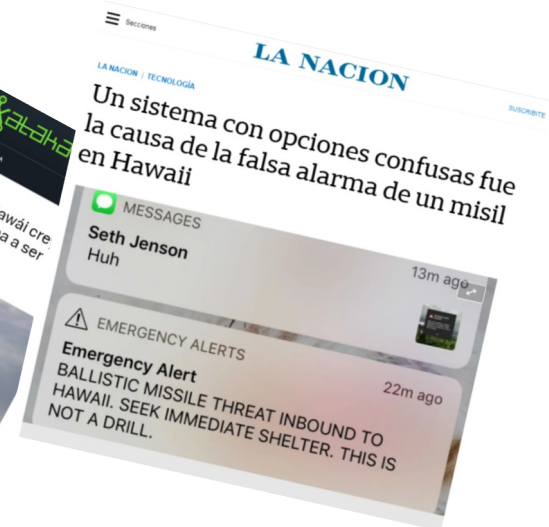 Secciones
LA NACION
SUSCRIBITE
LA NACION | TECNOLOGÍA
Un sistema con opciones confusas fue
la causa de la falsa alarma de un misil
en Hawaii
MESSAGES
13m ago
Seth Jenson
Huh
EMERGENCY ALERTS
22m ago
Emergency Alert
BALLISTIC MISSILE THREAT INBOUND TO
HAWAII. SEEK IMMEDIATE SHELTER. THIS IS
NOT A DRILL.
xataka
awái cre
a a ser